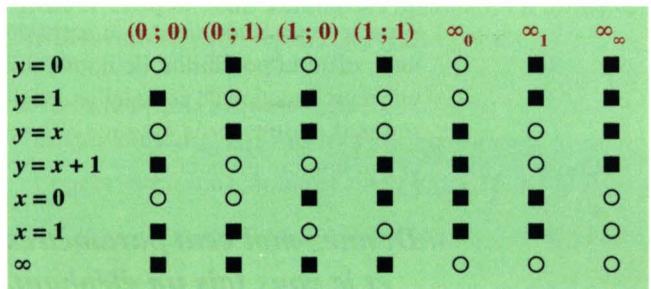 (0 ; 0) (0 ; 1) (1 ; 0) (1 ; 1) ∞₀ ∞₁ ∞∞
y = 0 ○ ■ ○ ■ ○ ■ ■
y = 1 ■ ○ ■ ○ ○ ■ ■
y = x ○ ■ ■ ○ ■ ○ ■
y = x + 1 ■ ○ ○ ■ ■ ○ ■
x = 0 ○ ○ ■ ■ ■ ■ ○
x = 1 ■ ■ ○ ○ ■ ■ ○
∞ ■ ■ ■ ■ ○ ○ ○